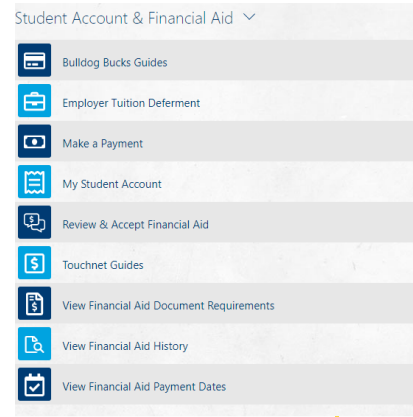 Student Account & Financial Aid
Bulldog Bucks Guides
Employer Tuition Deferment
Make a Payment
My Student Account
Review & Accept Financial Aid
Touchnet Guides
View Financial Aid Document Requirements
View Financial Aid History
View Financial Aid Payment Dates